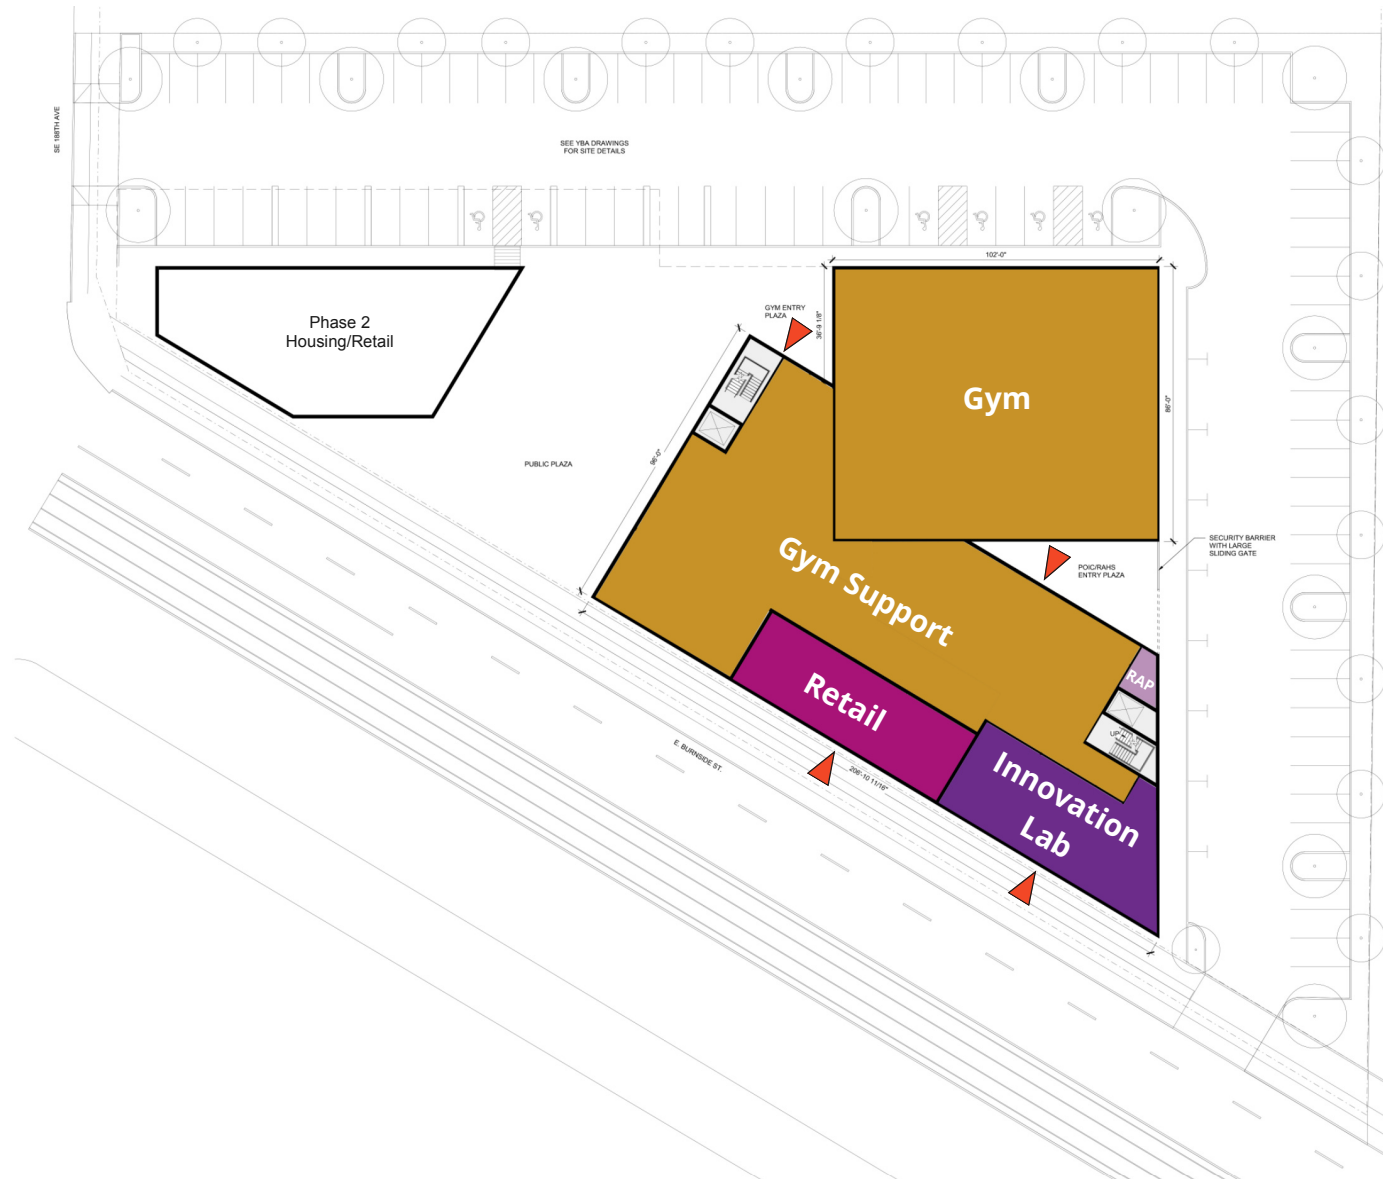 SE 188TH AVE
SEE YBA DRAWINGS
FOR SITE DETAILS
102'-0"
Phase 2
Housing/Retail
GYM ENTRY
PLAZA
36'-9 1/8"
Gym
86'-0"
96'-0"
PUBLIC PLAZA
SECURITY BARRIER
WITH LARGE
SLIDING GATE
POIC/RAHS
ENTRY PLAZA
Gym Support
RAP
Retail
UP
E. BURNSIDE ST.
206'-10 11/16"
Innovation
Lab